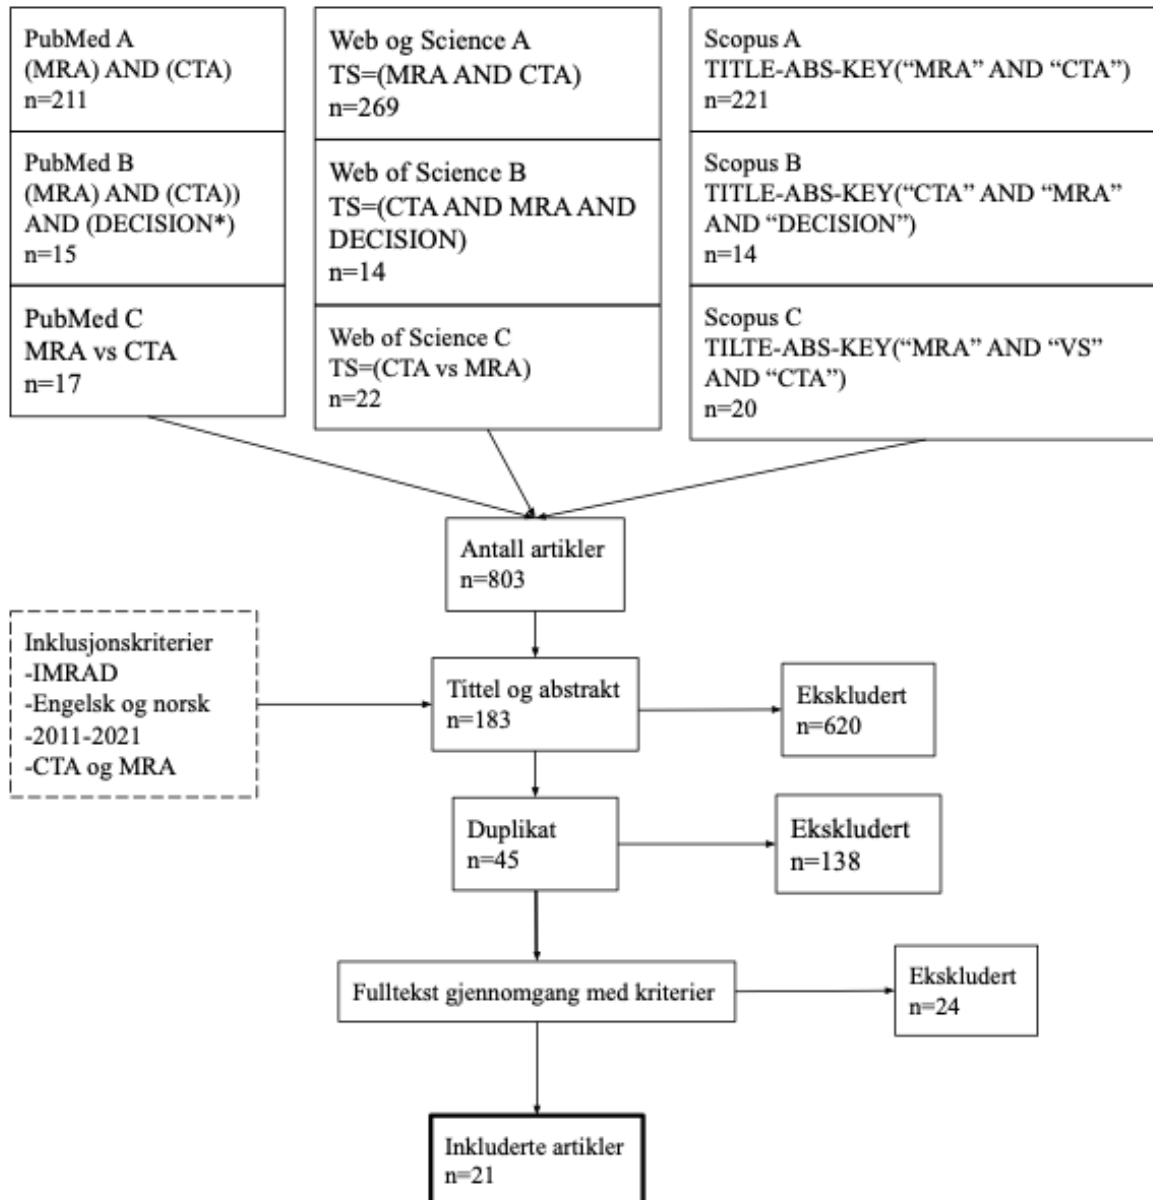 PubMed A
(MRA) AND (CTA)
n=211
PubMed B
(MRA) AND (CTA))
AND (DECISION*)
n=15
PubMed C
MRA vs CTA
n=17
Web og Science A
TS=(MRA AND CTA)
n=269
Web of Science B
TS=(CTA AND MRA AND
DECISION)
n=14
Web of Science C
TS=(CTA vs MRA)
n=22
Scopus A
TITLE-ABS-KEY(“MRA” AND “CTA”)
n=221
Scopus B
TITLE-ABS-KEY(“CTA” AND “MRA”
AND “DECISION”)
n=14
Scopus C
TILTE-ABS-KEY(“MRA” AND “VS”
AND “CTA”)
n=20
Antall artikler
n=803
Inklusjonskriterier
-IMRAD
-Engelsk og norsk
-2011-2021
-CTA og MRA
Tittel og abstrakt
n=183
Ekskludert
n=620
Duplikat
n=45
Ekskludert
n=138
Fulltekst gjennomgang med kriterier
Ekskludert
n=24
Inkluderte artikler
n=21